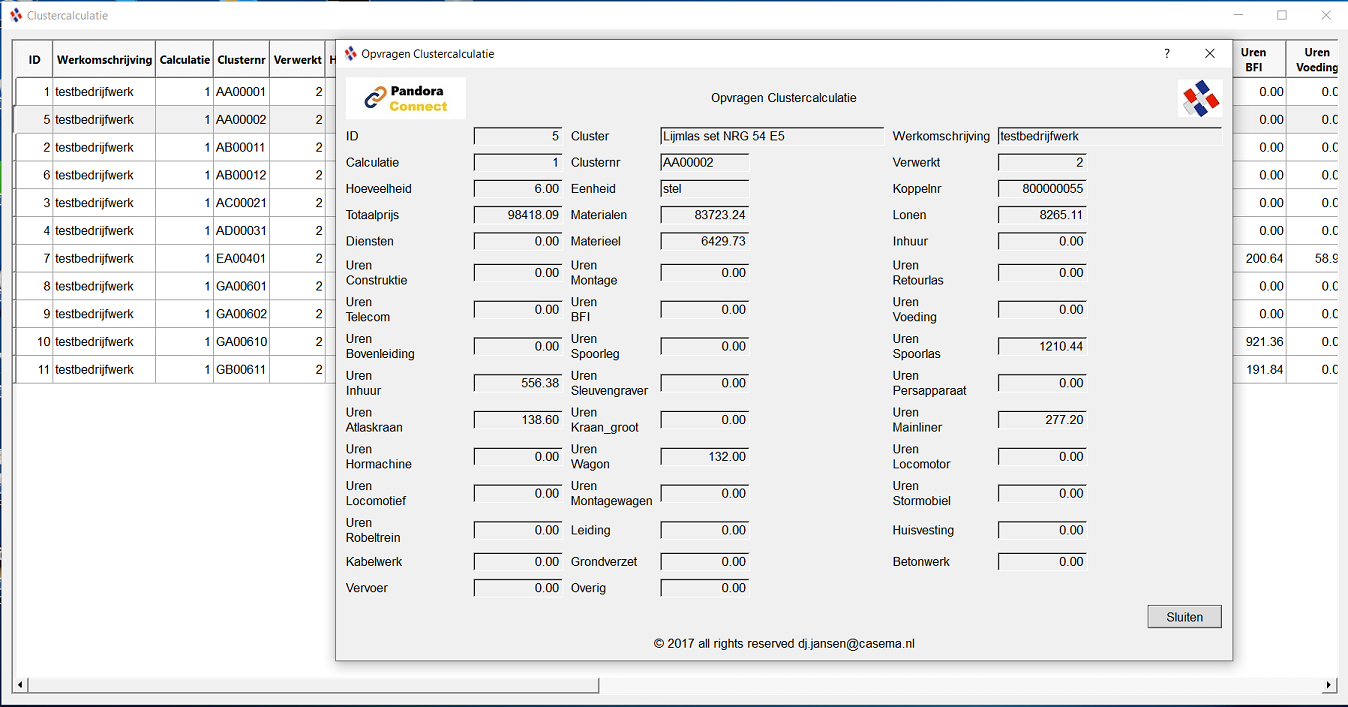 Clustercalculatie
ID Werkomschrijving Calculatie Clusternr Verwerkt H
Uren BFI Uren Voeding
1 testbedrijfwerk 1 AA00001 2 0.00 0.0
5 testbedrijfwerk 1 AA00002 2 0.00 0.0
2 testbedrijfwerk 1 AB00011 2 0.00 0.0
6 testbedrijfwerk 1 AB00012 2 0.00 0.0
3 testbedrijfwerk 1 AC00021 2 0.00 0.0
4 testbedrijfwerk 1 AD00031 2 0.00 0.0
7 testbedrijfwerk 1 EA00401 2 200.64 58.9
8 testbedrijfwerk 1 GA00601 2 0.00 0.0
9 testbedrijfwerk 1 GA00602 2 0.00 0.0
10 testbedrijfwerk 1 GA00610 2 921.36 0.0
11 testbedrijfwerk 1 GB00611 2 191.84 0.0
Opvragen Clustercalculatie ?
Pandora
Connect
Opvragen Clustercalculatie
ID 5 Cluster Lijmlas set NRG 54 E5 Werkomschrijving testbedrijfwerk
Calculatie 1 Clusternr AA00002 Verwerkt 2
Hoeveelheid 6.00 Eenheid stel Koppelnr 800000055
Totaalprijs 98418.09 Materialen 83723.24 Lonen 8265.11
Diensten 0.00 Materieel 6429.73 Inhuur 0.00
Uren Construktie 0.00 Uren Montage 0.00 Uren Retourlas 0.00
Uren Telecom 0.00 Uren BFI 0.00 Uren Voeding 0.00
Uren Bovenleiding 0.00 Uren Spoorleg 0.00 Uren Spoorlas 1210.44
Uren Inhuur 556.38 Uren Sleuvengraver 0.00 Uren Persapparaat 0.00
Uren Atlaskraan 138.60 Uren Kraan_groot 0.00 Uren Mainliner 277.20
Uren Hormachine 0.00 Uren Wagon 132.00 Uren Locomotor 0.00
Uren Locomotief 0.00 Uren Montagewagen 0.00 Uren Stormobiel 0.00
Uren Robeltrein 0.00 Leiding 0.00 Huisvesting 0.00
Kabelwerk 0.00 Grondverzet 0.00 Betonwerk 0.00
Vervoer 0.00 Overig 0.00
Sluiten
© 2017 all rights reserved dj.jansen@casema.nl